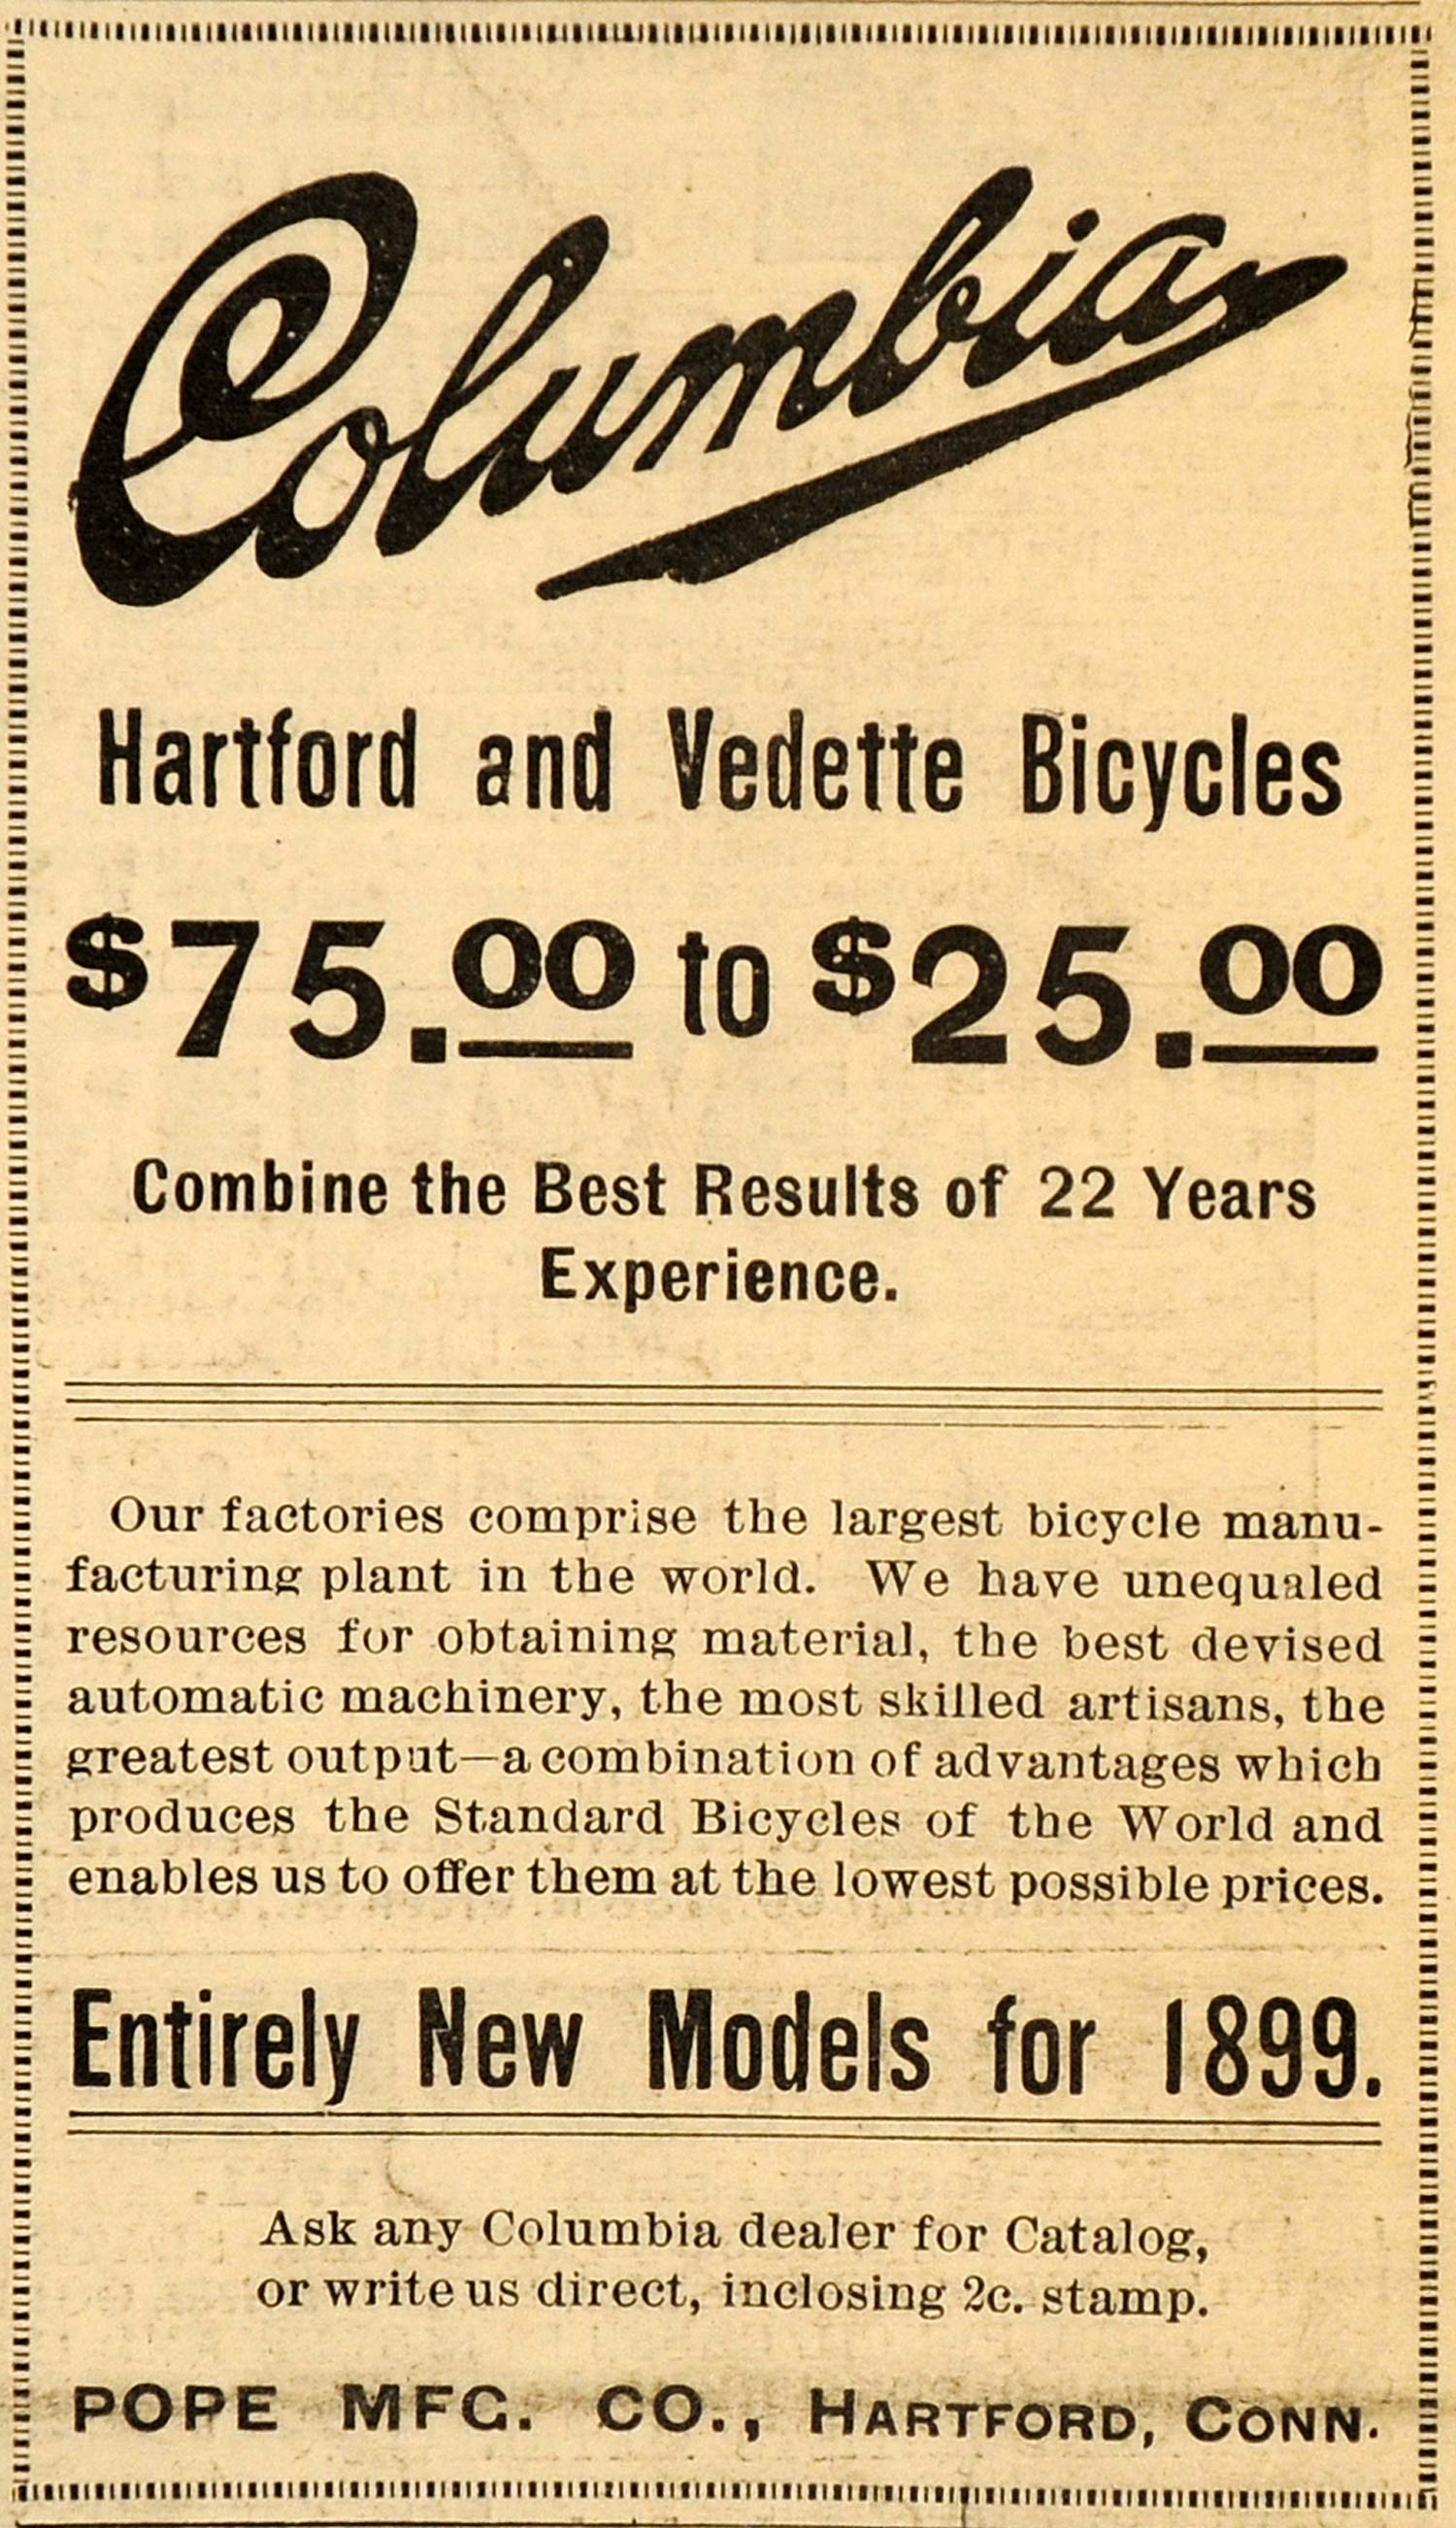 Columbia
Hartford and Vedette Bicycles
$75.00 to $25.00
Combine the Best Results of 22 Years
Experience.
Our factories comprise the largest bicycle manu-
facturing plant in the world. We have unequaled
resources for obtaining material, the best devised
automatic machinery, the most skilled artisans, the
greatest output—a combination of advantages which
produces the Standard Bicycles of the World and
enables us to offer them at the lowest possible prices.
Entirely New Models for 1899.
Ask any Columbia dealer for Catalog,
or write us direct, inclosing 2c. stamp.
POPE MFG. CO., HARTFORD, CONN.